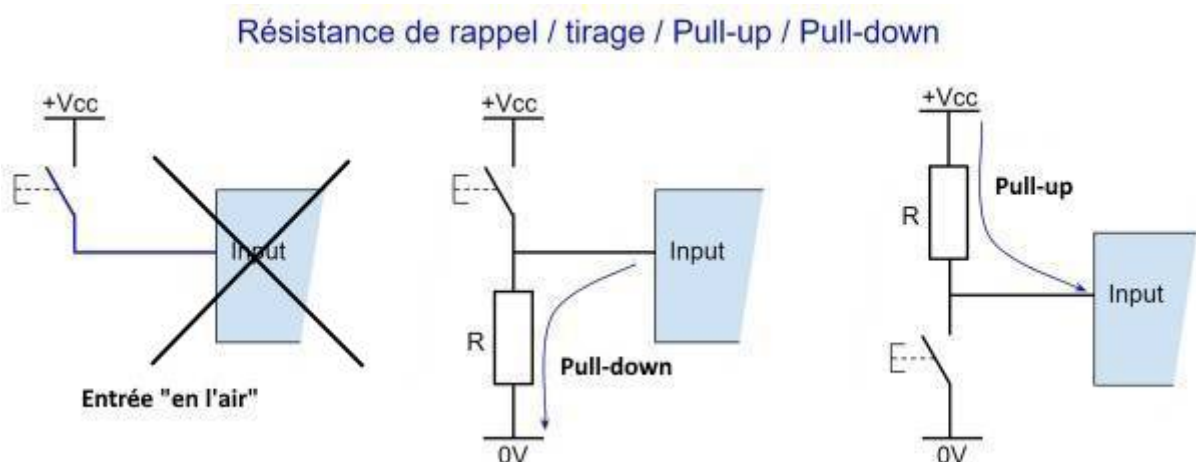 Résistance de rappel / tirage / Pull-up / Pull-down
+Vcc
Input
Entrée "en l'air"
+Vcc
Input
R
Pull-down
0V
+Vcc
R
Pull-up
Input
0V